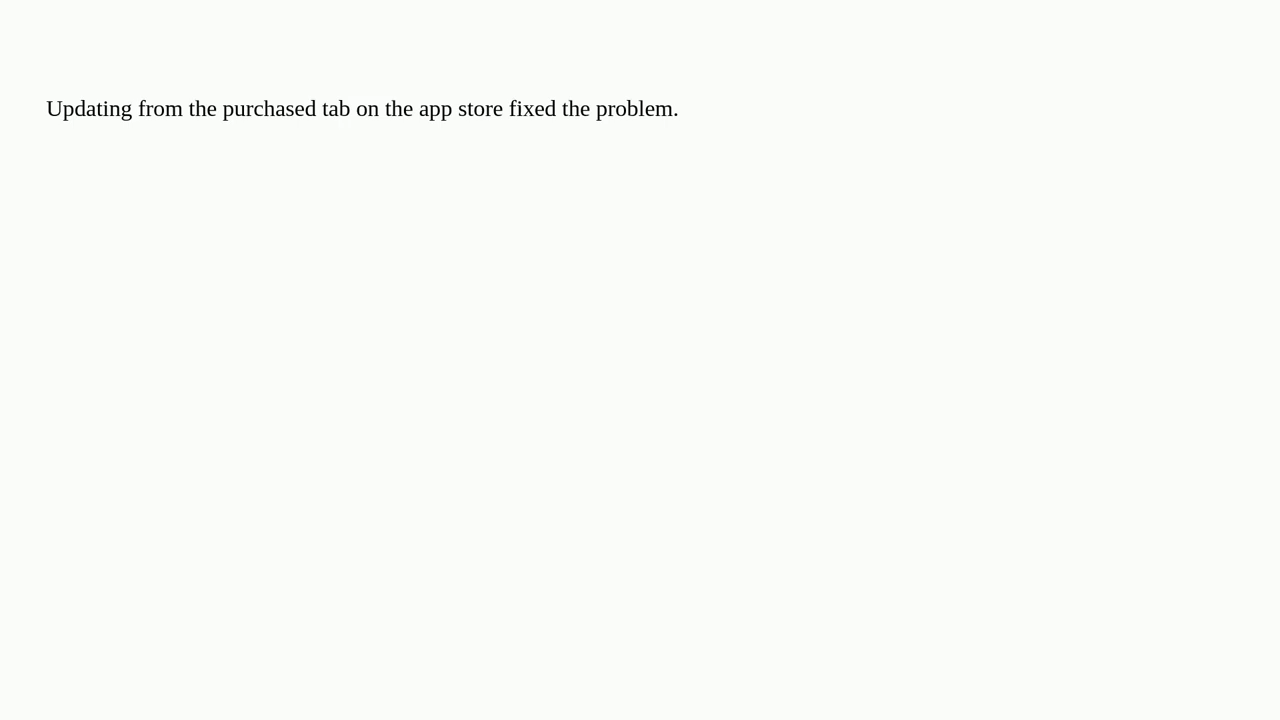 Updating from the purchased tab on the app store fixed the problem.